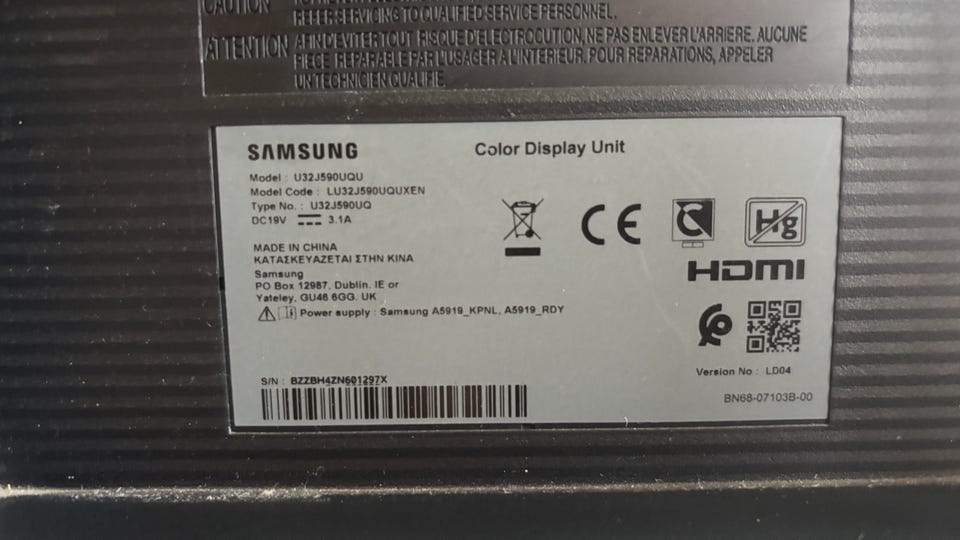 CAUTION
REFER SERVICING TO QUALIFIED SERVICE PERSONNEL.
ATTENTION AFIN D'EVITER TOUT RISQUE D'ELECTROCUTION, NE PAS ENLEVER L'ARRIERE. AUCUNE
PIECE REPARABLE PAR L'USAGER A L'INTERIEUR. POUR REPARATIONS, APPELER
UN TECHNICIEN QUALIFIE.
SAMSUNG
Color Display Unit
Model : U32J590UQU
Model Code : LU32J590UQUXEN
Type No. : U32J590UQ
DC19V 3.1A
MADE IN CHINA
ΚΑΤΑΣΚΕΥΑΖΕΤΑΙ ΣΤΗΝ ΚΙΝΑ
Samsung
PO Box 12987, Dublin. IE or
Yateley, GU46 6GG. UK
Power supply : Samsung A5919_KPNL, A5919_RDY
CE
Hg
HDMI
Version No : LD04
S/N : BZZBH4ZN601297X
BN68-07103B-00